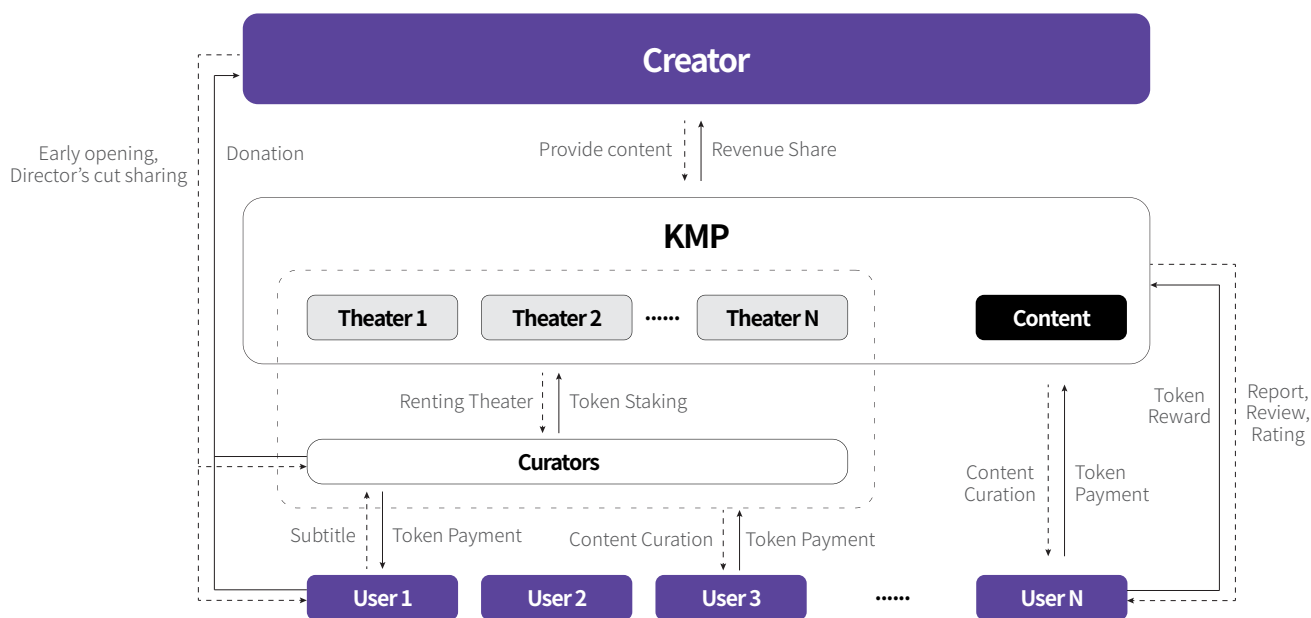 Creator
Early opening,
Director's cut sharing
Donation
Provide content
Revenue Share
KMP
Theater 1
Theater 2
......
Theater N
Content
Renting Theater
Token Staking
Token
Reward
Report,
Review,
Rating
Curators
Content
Curation
Token
Payment
Subtitle
Token Payment
Content Curation
Token Payment
User 1
User 2
User 3
......
User N